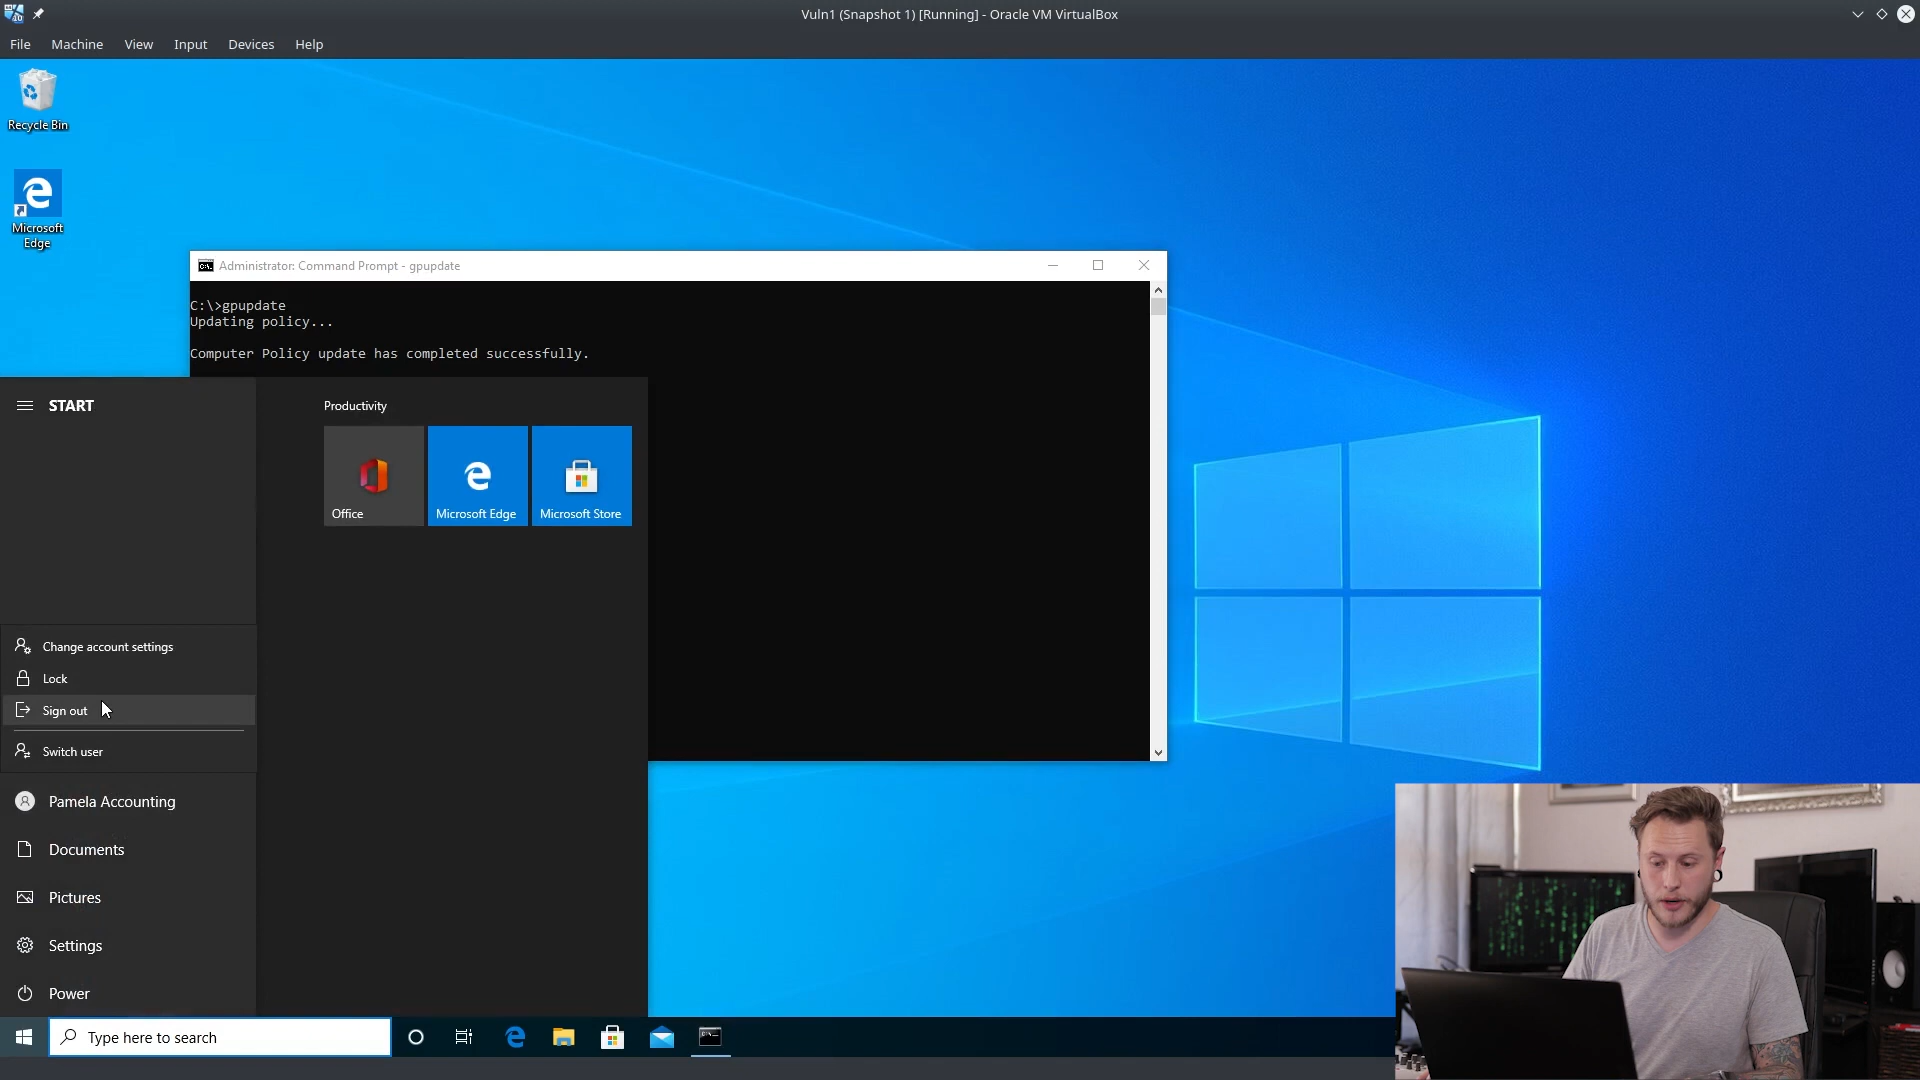 Vuln1 (Snapshot 1) [Running] - Oracle VM VirtualBox
File Machine View Input Devices Help
Recycle Bin
Microsoft
Edge
Administrator: Command Prompt - gpupdate
C:\>gpupdate
Updating policy...
Computer Policy update has completed successfully.
START
Productivity
Office
Microsoft Edge
Microsoft Store
Change account settings
Lock
Sign out
Switch user
Pamela Accounting
Documents
Pictures
Settings
Power
Type here to search